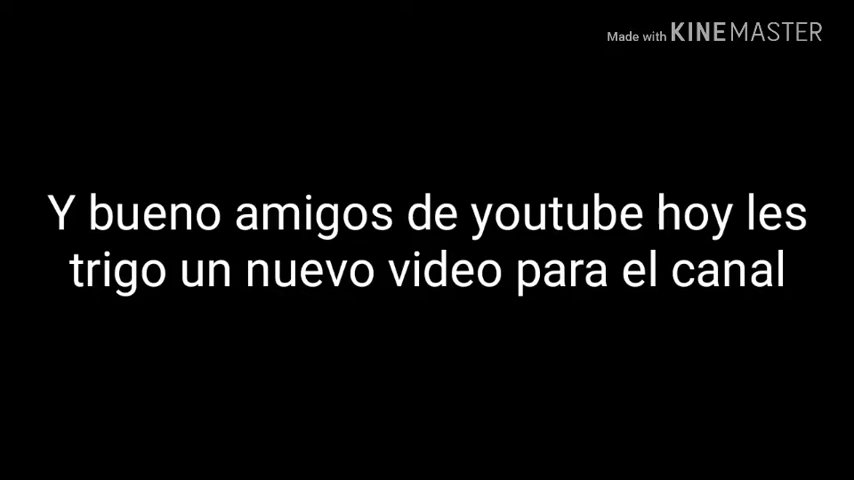 Made with KINEMASTER
Y bueno amigos de youtube hoy les
trigo un nuevo video para el canal